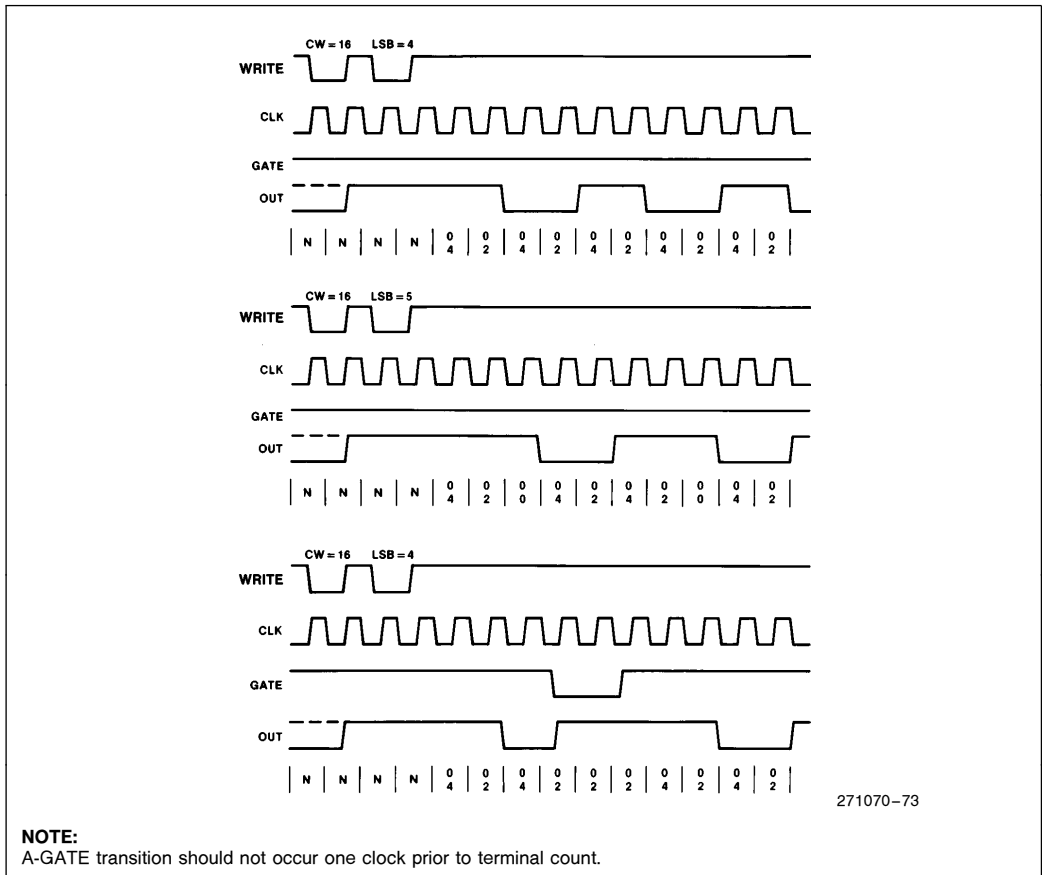 CW = 16 LSB = 4
WRITE
CLK
GATE
OUT
N N N N 0 4 0 2 0 4 0 2 0 4 0 2 0 4 0 2 0 4 0 2
CW = 16 LSB = 5
WRITE
CLK
GATE
OUT
N N N N 0 4 0 2 0 0 0 4 0 2 0 4 0 2 0 0 0 4 0 2
CW = 16 LSB = 4
WRITE
CLK
GATE
OUT
N N N N 0 4 0 2 0 4 0 2 0 2 0 2 0 4 0 2 0 4 0 2
271070–73
NOTE:
A-GATE transition should not occur one clock prior to terminal count.